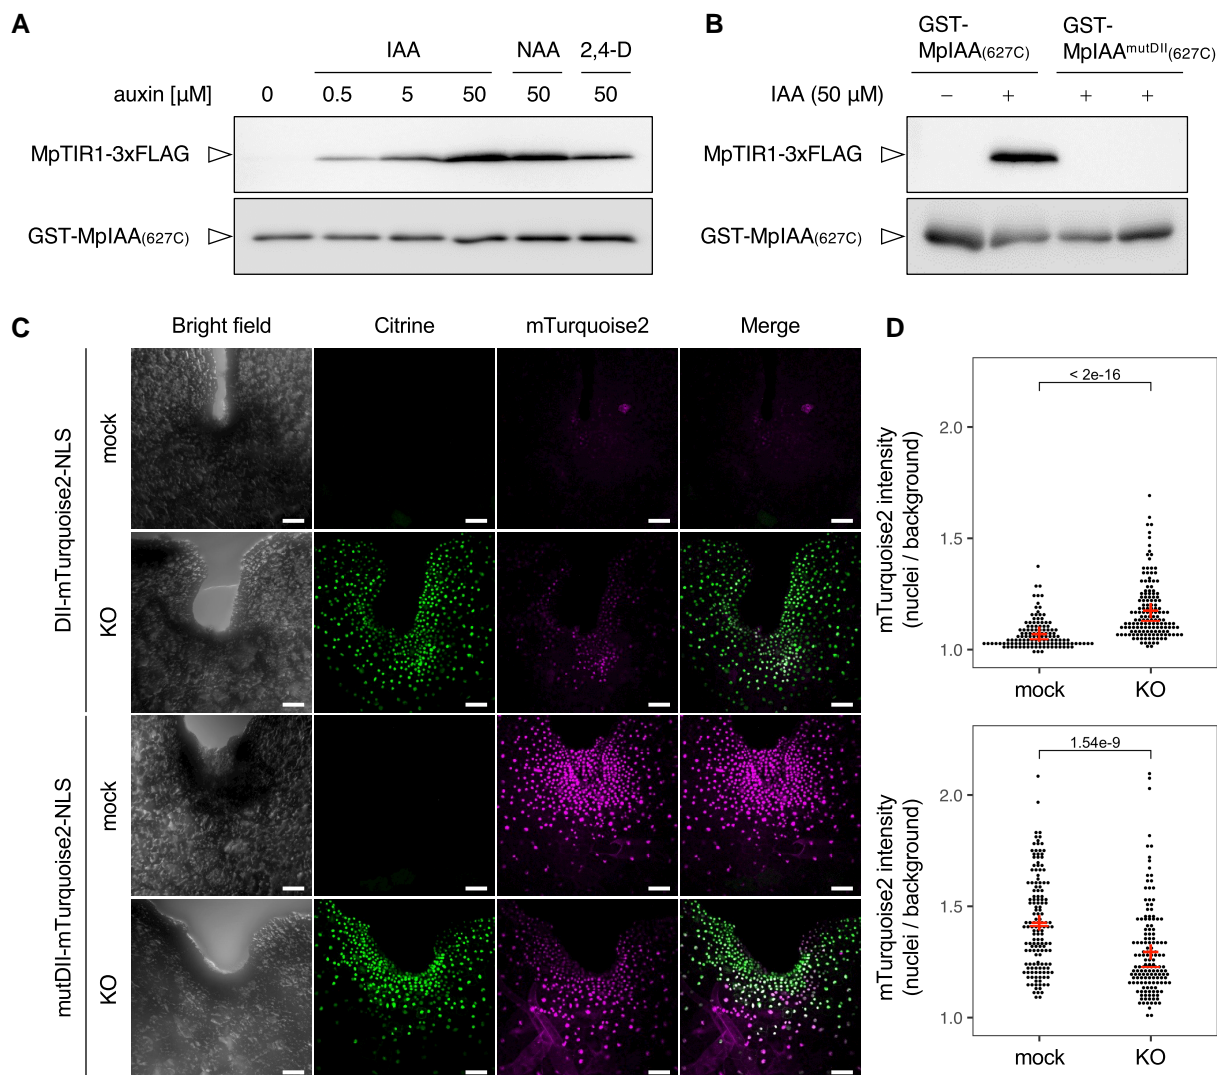 A
IAA NAA 2,4-D
auxin [µM] 0 0.5 5 50 50 50
MpTIR1-3xFLAG
GST-MpIAA(627C)
B
GST-
MpIAA(627C)
GST-
MpIAAmutDII(627C)
IAA (50 µM) − + + +
MpTIR1-3xFLAG
GST-MpIAA(627C)
C
Bright field Citrine mTurquoise2 Merge
DII-mTurquoise2-NLS
mock
KO
mutDII-mTurquoise2-NLS
mock
KO
D
mTurquoise2 intensity
(nuclei / background)
< 2e-16
2.0
1.5
1.0
mock KO
mTurquoise2 intensity
(nuclei / background)
1.54e-9
2.0
1.5
1.0
mock KO